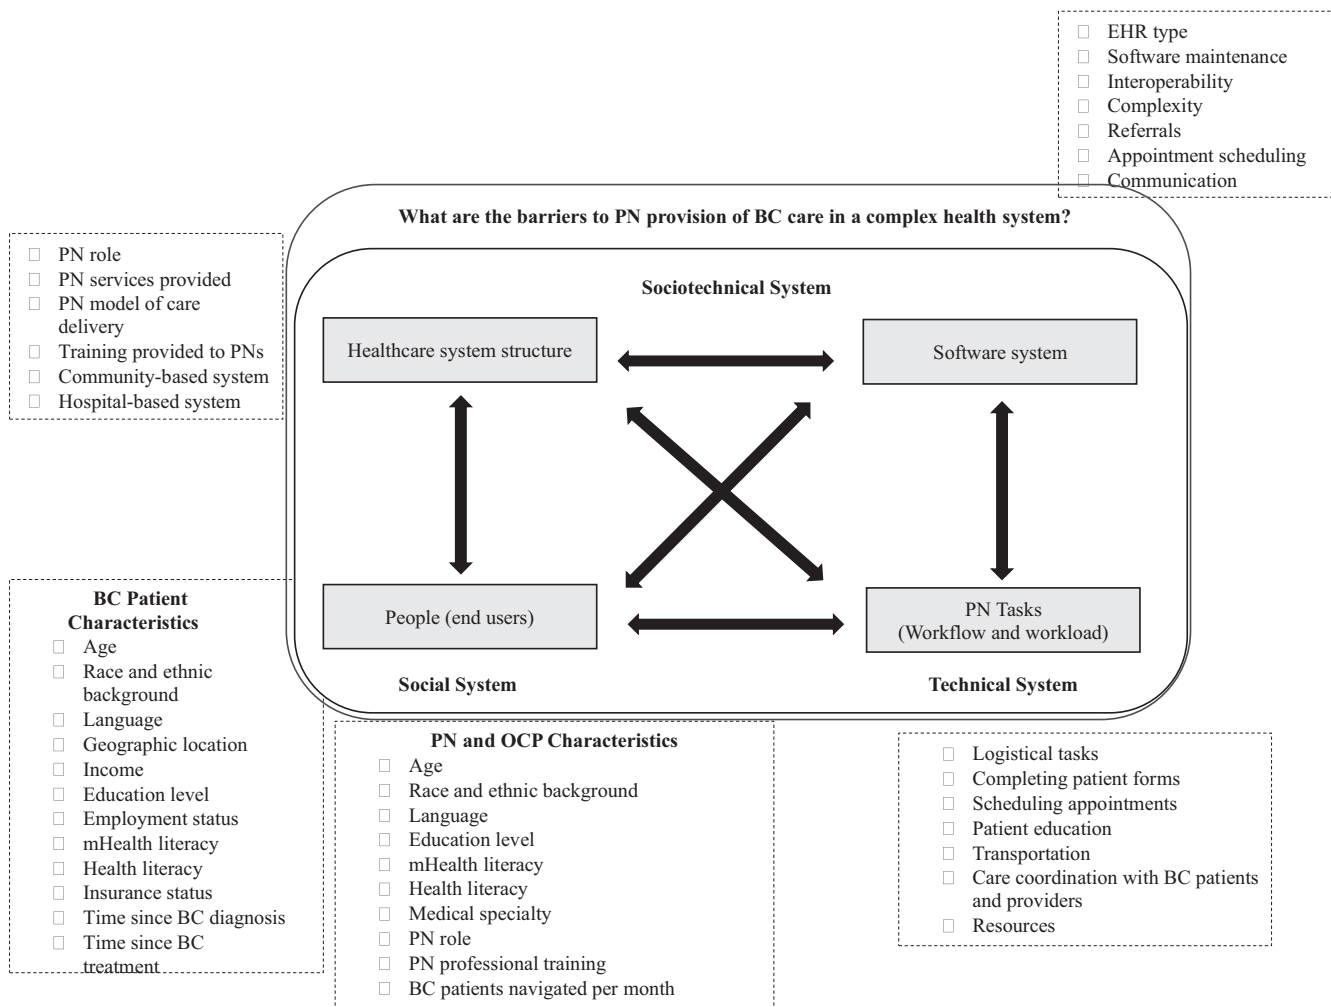 EHR type
Software maintenance
Interoperability
Complexity
Referrals
Appointment scheduling
Communication
What are the barriers to PN provision of BC care in a complex health system?
PN role
PN services provided
PN model of care
delivery
Training provided to PNs
Community-based system
Hospital-based system
Sociotechnical System
Healthcare system structure
Software system
People (end users)
PN Tasks
(Workflow and workload)
Social System
Technical System
BC Patient
Characteristics
Age
Race and ethnic
background
Language
Geographic location
Income
Education level
Employment status
mHealth literacy
Health literacy
Insurance status
Time since BC diagnosis
Time since BC
treatment
PN and OCP Characteristics
Age
Race and ethnic background
Language
Education level
mHealth literacy
Health literacy
Medical specialty
PN role
PN professional training
BC patients navigated per month
Logistical tasks
Completing patient forms
Scheduling appointments
Patient education
Transportation
Care coordination with BC patients
and providers
Resources